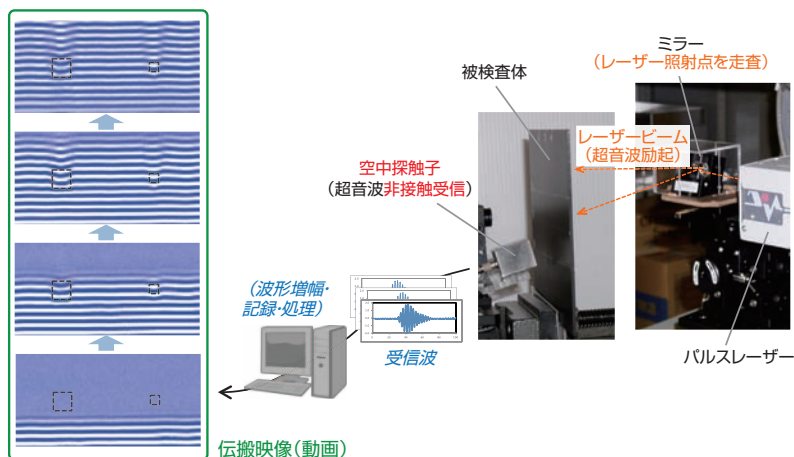 ミラー
（レーザー照射点を走査）
被検査体
レーザービーム
（超音波励起）
空中探触子
（超音波非接触受信）
（波形増幅・
記録・処理）
受信波
パルスレーザー
伝搬映像（動画）